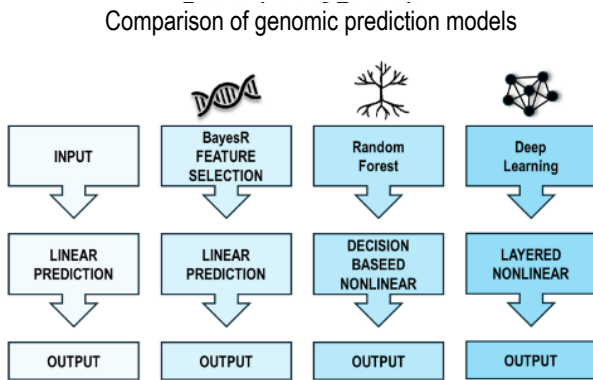 Comparison of genomic prediction models
INPUT
BayesR
FEATURE
SELECTION
Random
Forest
Deep
Learning
LINEAR
PREDICTION
LINEAR
PREDICTION
DECISION
BASEED
NONLINEAR
LAYERED
NONLINEAR
OUTPUT
OUTPUT
OUTPUT
OUTPUT